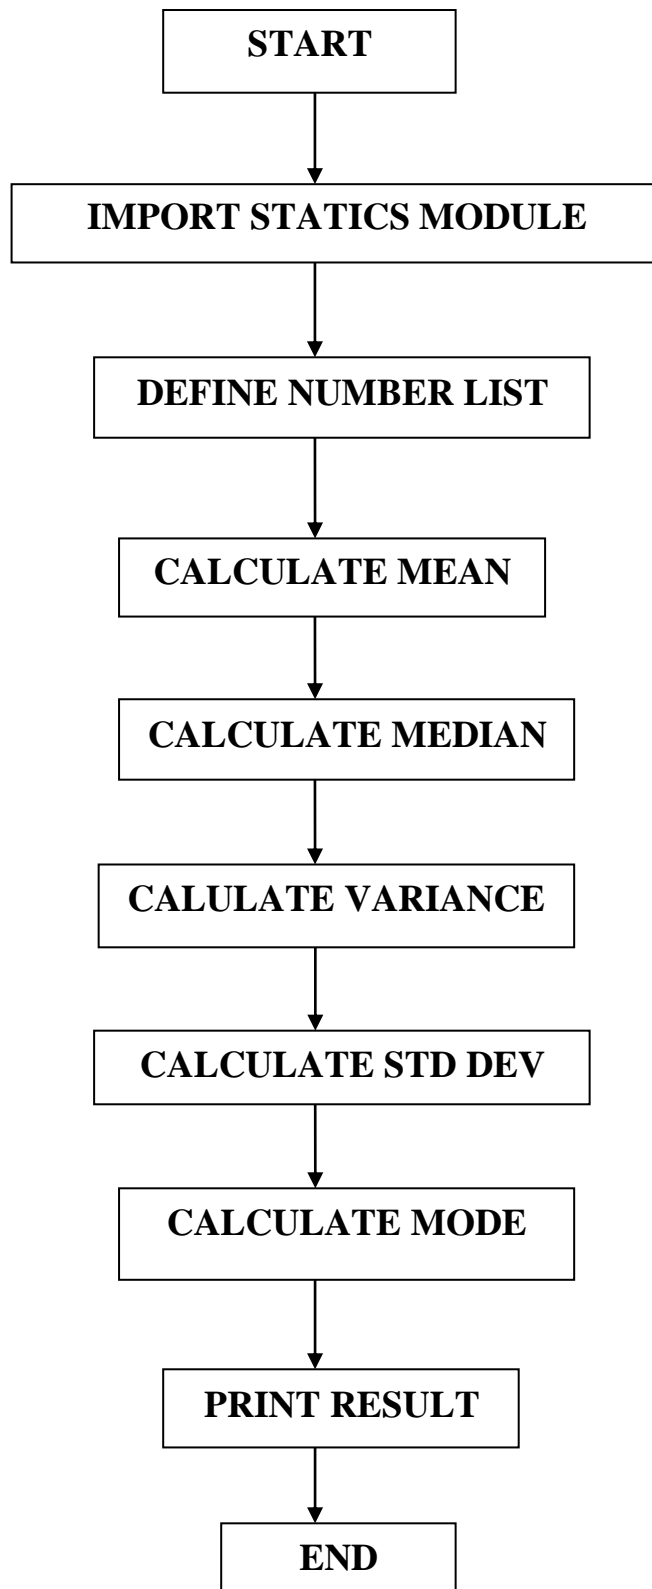 START
IMPORT STATICS MODULE
DEFINE NUMBER LIST
CALCULATE MEAN
CALCULATE MEDIAN
CALULATE VARIANCE
CALCULATE STD DEV
CALCULATE MODE
PRINT RESULT
END